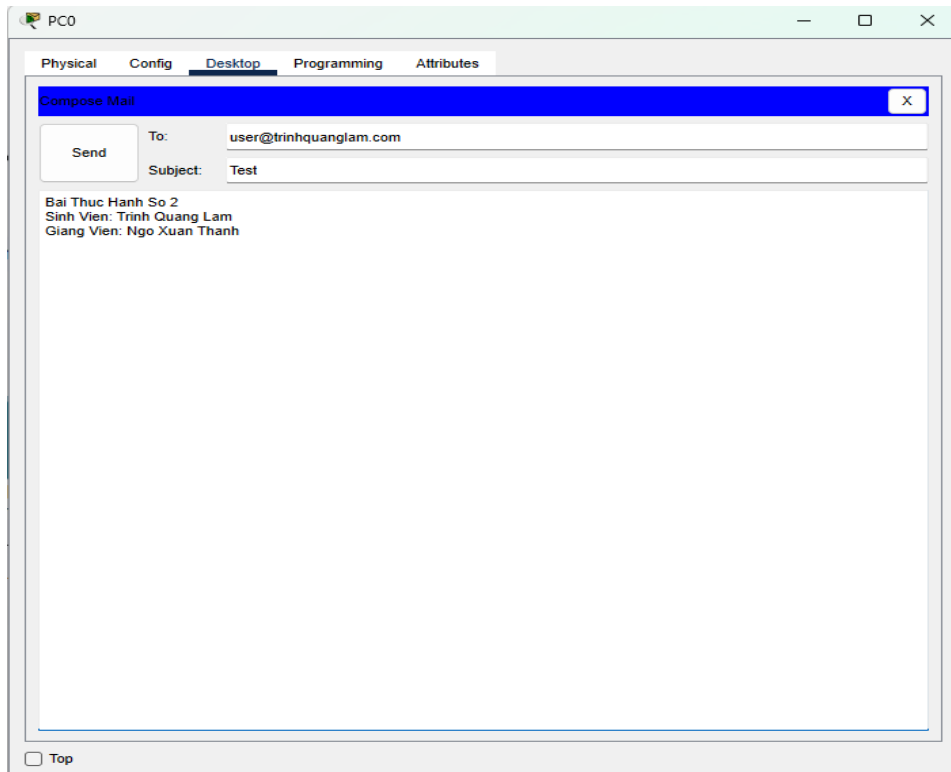 PC0
Physical Config Desktop Programming Attributes
Compose Mail
X
Send
To: user@trinhquanglam.com
Subject: Test
Bai Thuc Hanh So 2
Sinh Vien: Trinh Quang Lam
Giang Vien: Ngo Xuan Thanh
Top